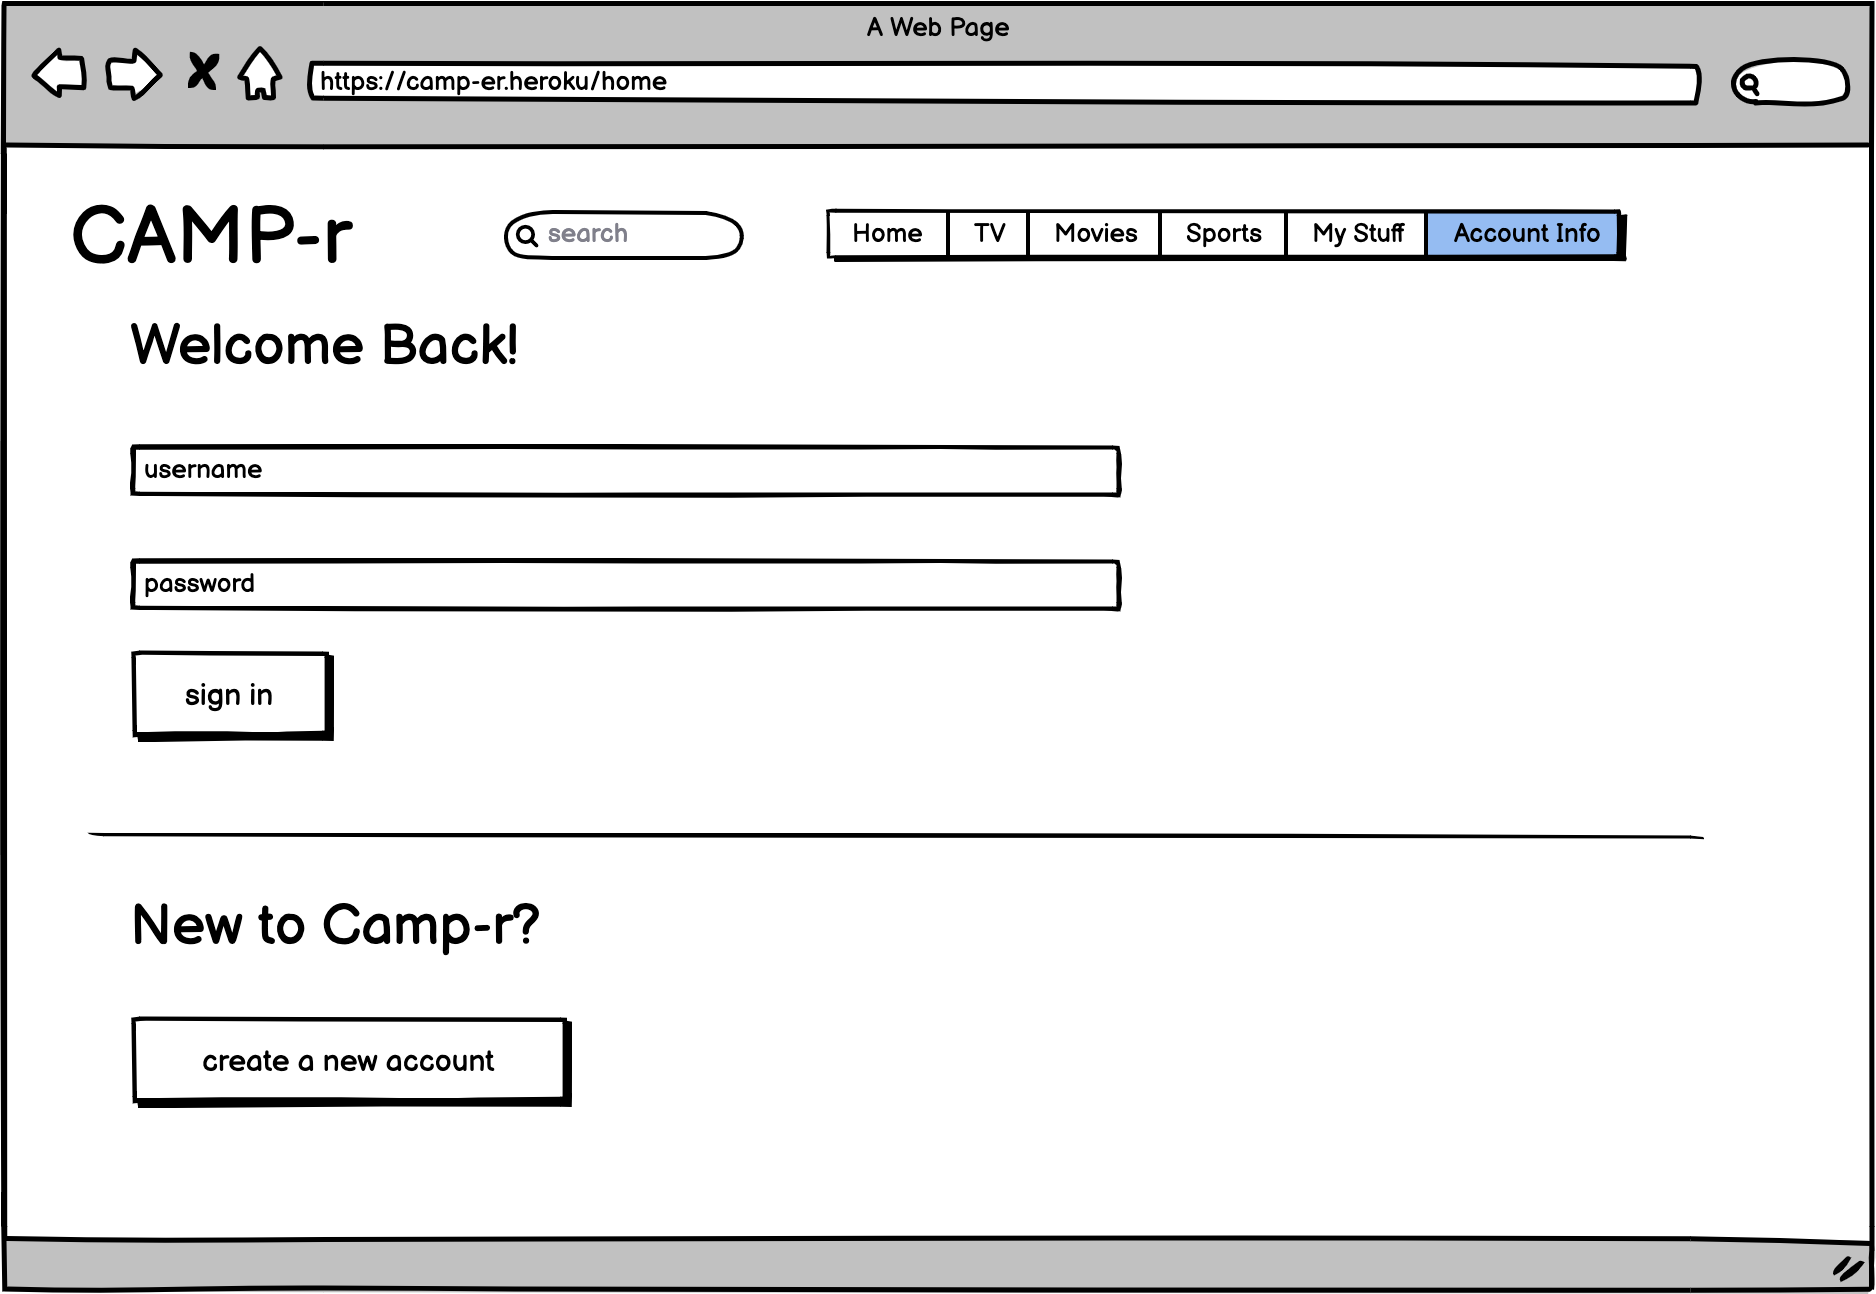 A Web Page
https://camp-er.heroku/home
CAMP-r
search
Home TV Movies Sports My Stuff Account Info
Welcome Back!
username
password
sign in
New to Camp-r?
create a new account